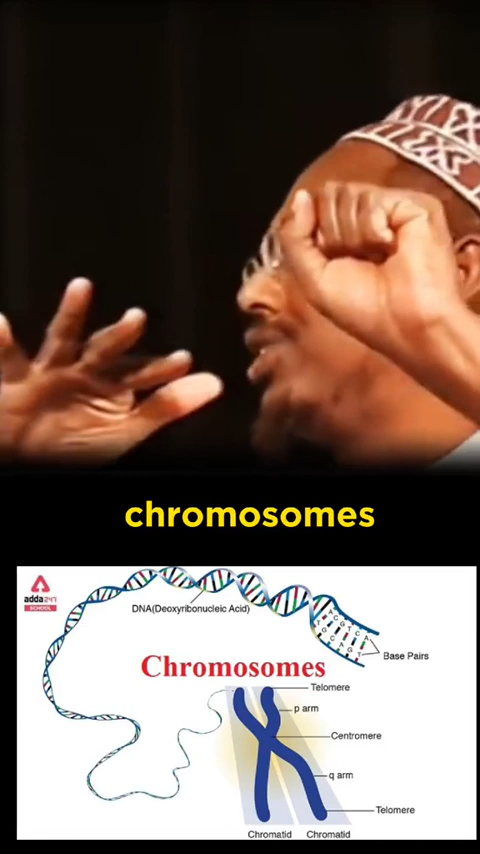 chromosomes
adda247
SCHOOL
DNA(Deoxyribonucleic Acid)
A C G T C A
T G C A G T
Base Pairs
Chromosomes
Telomere
p arm
Centromere
q arm
Telomere
Chromatid Chromatid